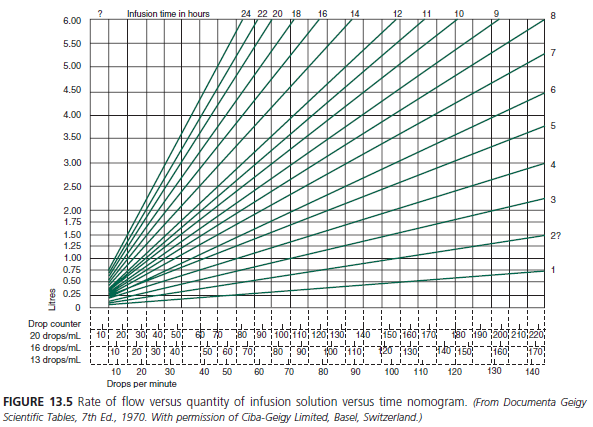 ? Infusion time in hours 24 22 20 18 16 14 12 11 10 9 8
6.00
5.50
5.00
4.50
4.00
3.50
3.00
2.50
2.00
1.75
1.50
1.25
1.00
0.75
0.50
0.25
0
Litres
7
6
5
4
3
2?
1
Drop counter
20 drops/mL 10 20 30 40 50 60 70 80 90 100 110 120 130 140 150 160 170 180 190 200 210 220
16 drops/mL 10 20 30 40 50 60 70 80 90 100 110 120 130 140 150 160 170
13 drops/mL 10 20 30 40 50 60 70 80 90 100 110 120 130 140
Drops per minute
FIGURE 13.5 Rate of flow versus quantity of infusion solution versus time nomogram. (From Documenta Geigy
Scientific Tables, 7th Ed., 1970. With permission of Ciba-Geigy Limited, Basel, Switzerland.)